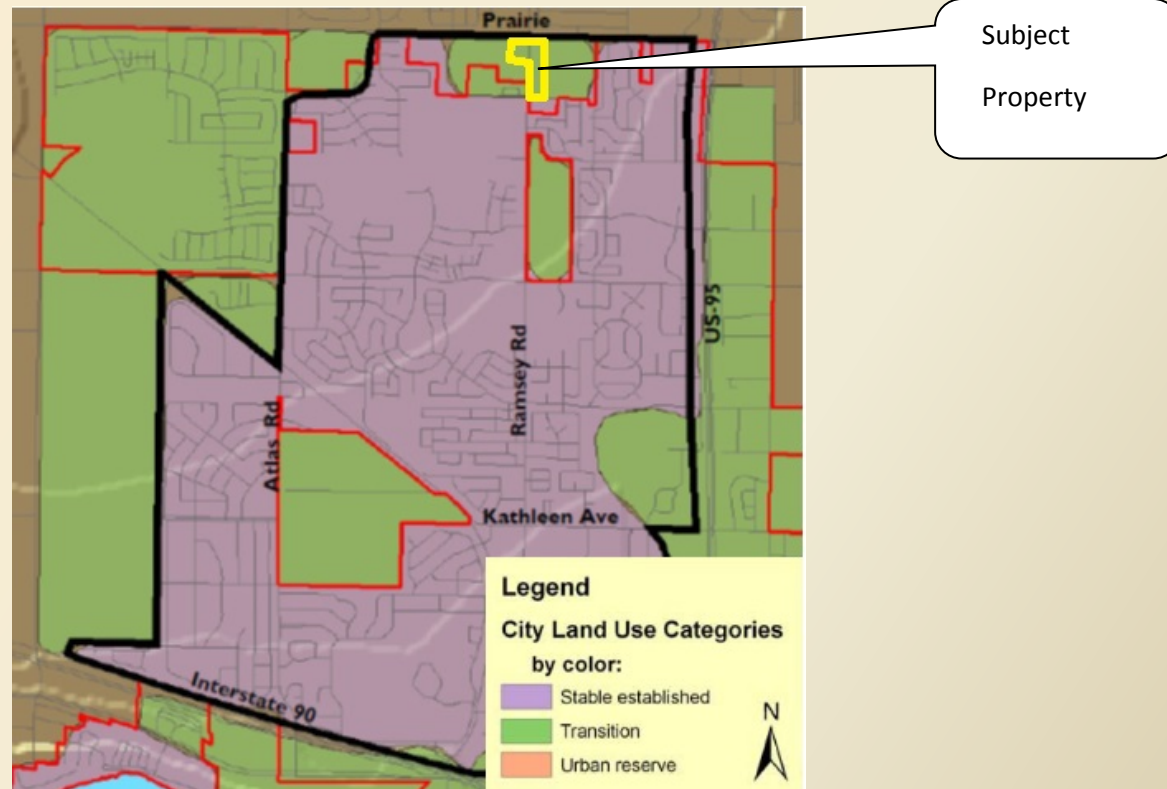 Prairie
Subject
Property
US-95
Ramsey Rd
Atlas Rd
Kathleen Ave
Interstate 90
Legend
City Land Use Categories
by color:
Stable established
Transition
Urban reserve
N